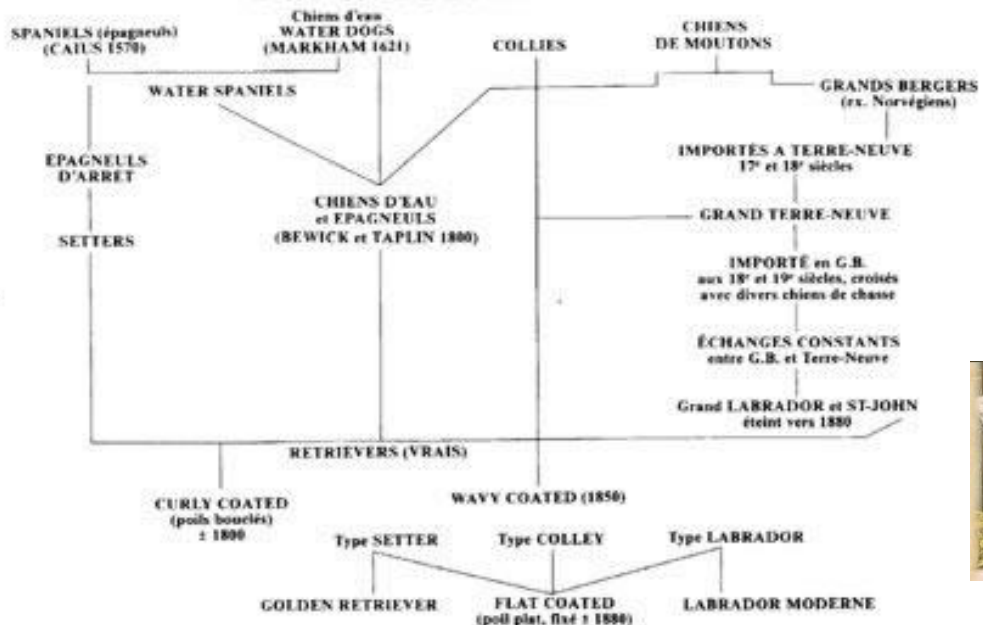 SPANIELS (épagneuls)
(CAIUS 1570)
Chiens d'eau
WATER DOGS
(MARKHAM 1621)
COLLIES
CHIENS
DE MOUTONS
WATER SPANIELS
GRANDS BERGERS
(ex. Norvégiens)
EPAGNEULS
D'ARRET
IMPORTÉS A TERRE-NEUVE
17e et 18e siècles
CHIENS D'EAU
et EPAGNEULS
(BEWICK et TAPLIN 1800)
GRAND TERRE-NEUVE
SETTERS
IMPORTÉ en G.B.
aux 18e et 19e siècles, croisés
avec divers chiens de chasse
ÉCHANGES CONSTANTS
entre G.B. et Terre-Neuve
Grand LABRADOR et ST-JOHN
éteint vers 1880
RETRIEVERS (VRAIS)
CURLY COATED
(poils bouclés)
± 1800
WAVY COATED (1850)
Type SETTER
Type COLLEY
Type LABRADOR
GOLDEN RETRIEVER
FLAT COATED
(poil plat, fixé ± 1880)
LABRADOR MODERNE